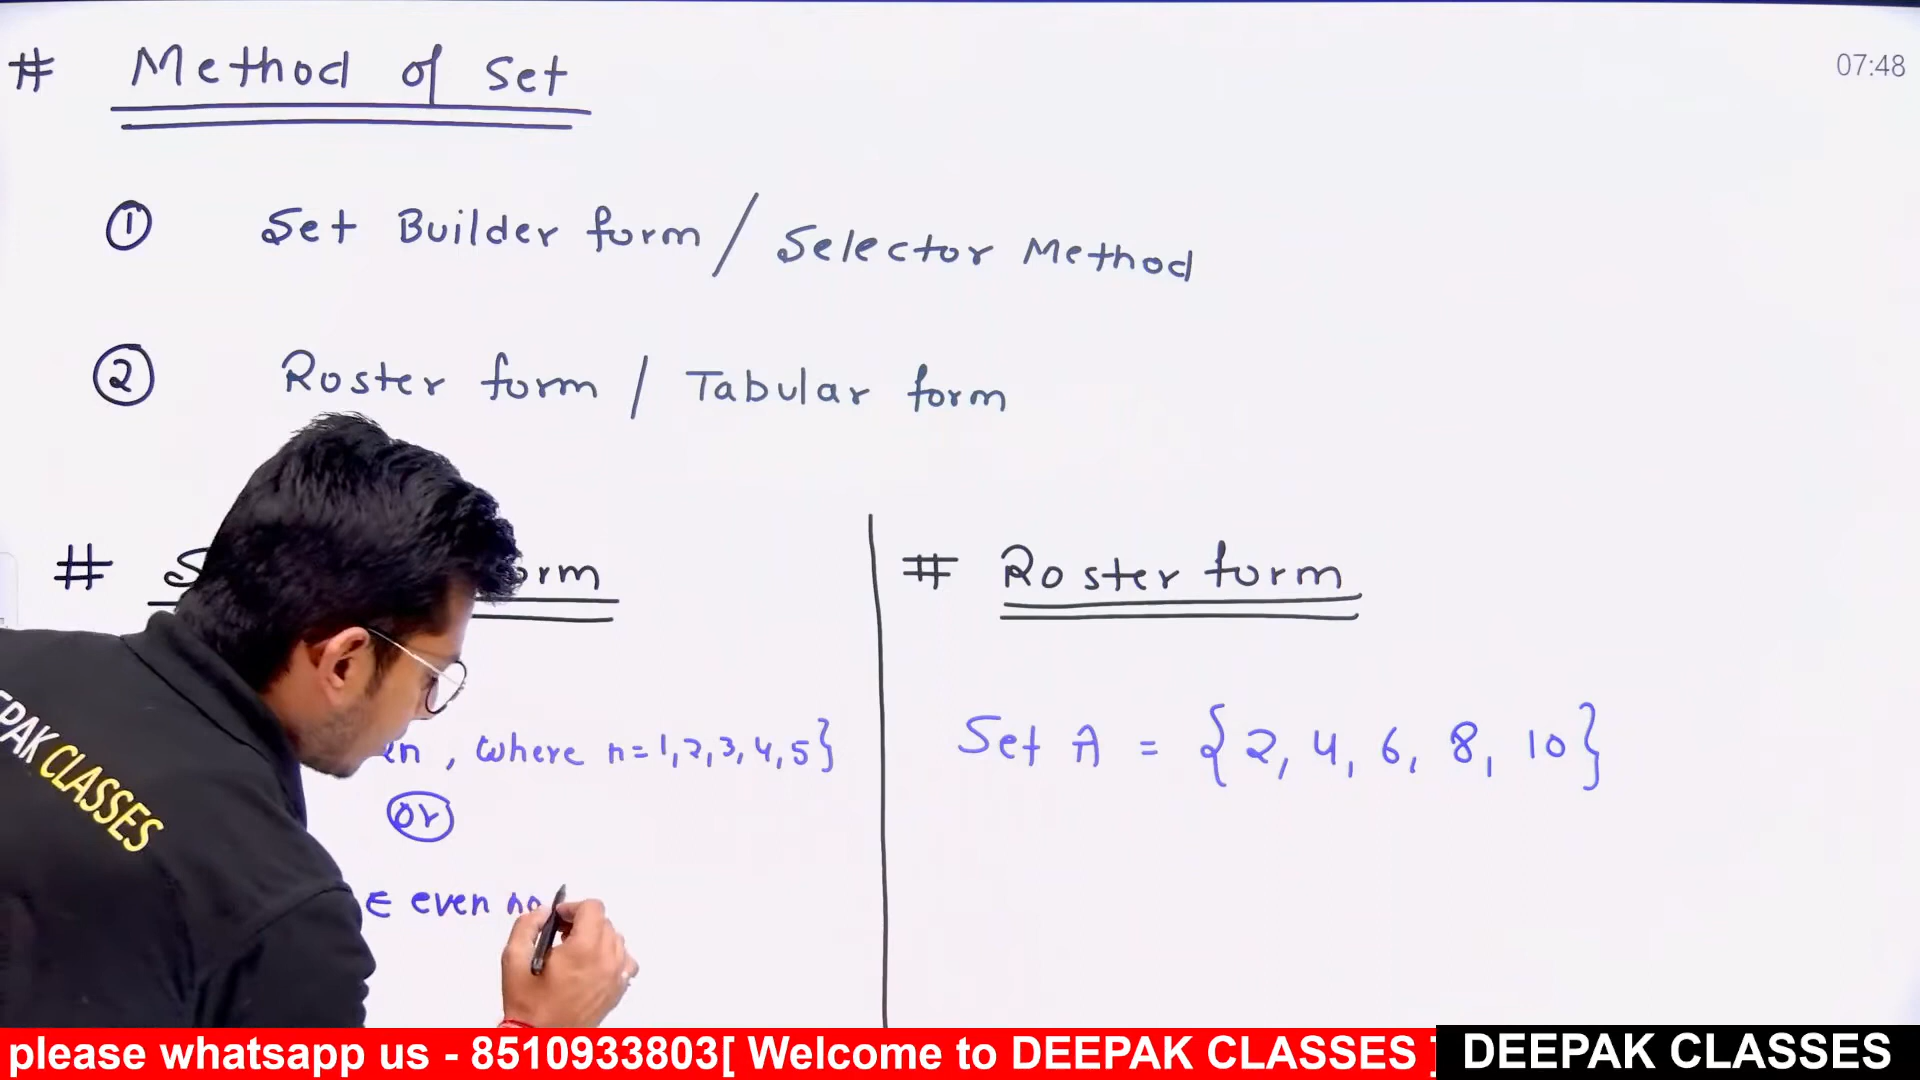 # Method of Set
07:48
① Set Builder form / Selector Method
② Roster form / Tabular form
# orm
# Roster form
n , where n=1,2,3,4,5}
Set A = {2, 4, 6, 8, 10}
or
∈ even no
PAK CLASSES
please whatsapp us - 8510933803[ Welcome to DEEPAK CLASSES ]
DEEPAK CLASSES